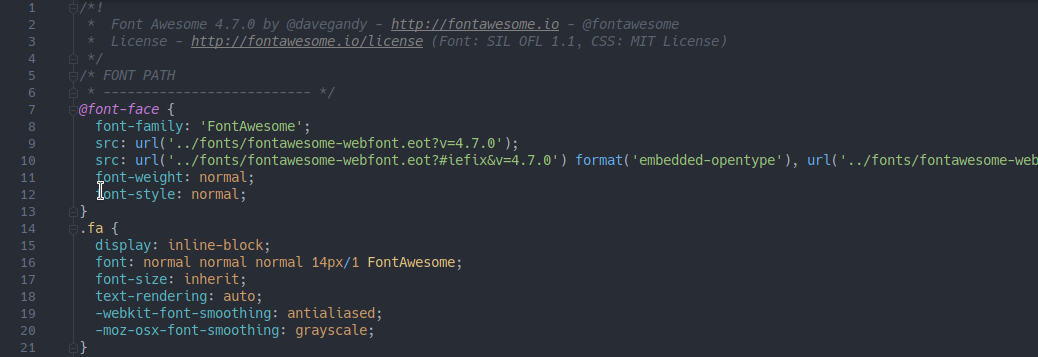 1 /*!
2  *  Font Awesome 4.7.0 by @davegandy - http://fontawesome.io - @fontawesome
3  *  License - http://fontawesome.io/license (Font: SIL OFL 1.1, CSS: MIT License)
4  */
5 /* FONT PATH
6  * -------------------------- */
7 @font-face {
8   font-family: 'FontAwesome';
9   src: url('../fonts/fontawesome-webfont.eot?v=4.7.0');
10   src: url('../fonts/fontawesome-webfont.eot?#iefix&v=4.7.0') format('embedded-opentype'), url('../fonts/fontawesome-web
11   font-weight: normal;
12   font-style: normal;
13 }
14 .fa {
15   display: inline-block;
16   font: normal normal normal 14px/1 FontAwesome;
17   font-size: inherit;
18   text-rendering: auto;
19   -webkit-font-smoothing: antialiased;
20   -moz-osx-font-smoothing: grayscale;
21 }